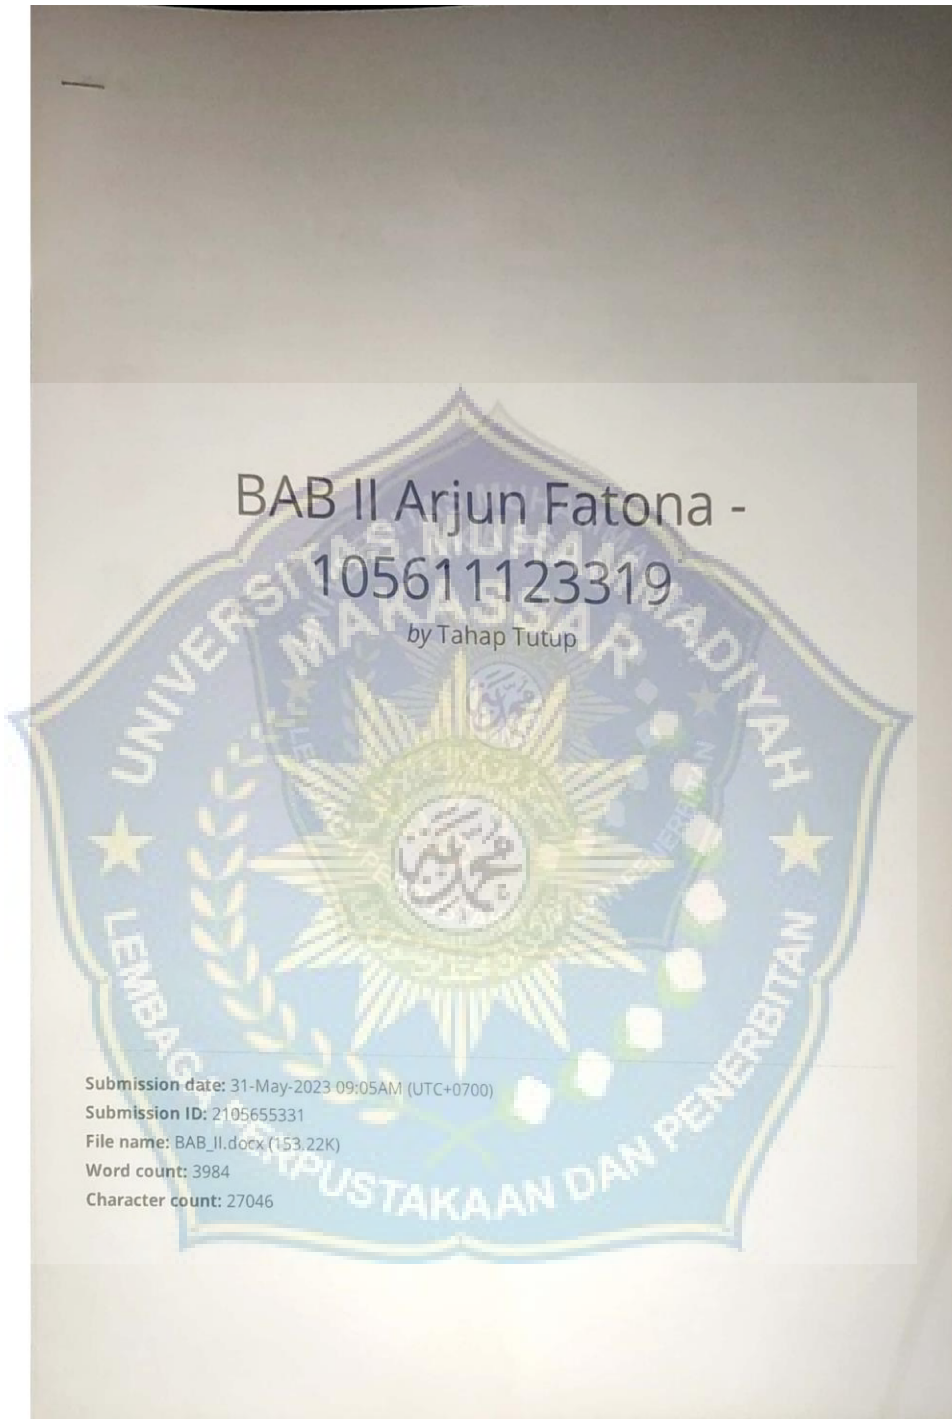 BAB II Arjun Fatona -
105611123319
by Tahap Tutup
UNIVERSITAS MUHAMMADIYAH
MAKASSAR
LEMBAGA PERPUSTAKAAN DAN PENERBITAN
Submission date: 31-May-2023 09:05AM (UTC+0700)
Submission ID: 2105655331
File name: BAB_II.docx (153.22K)
Word count: 3984
Character count: 27046